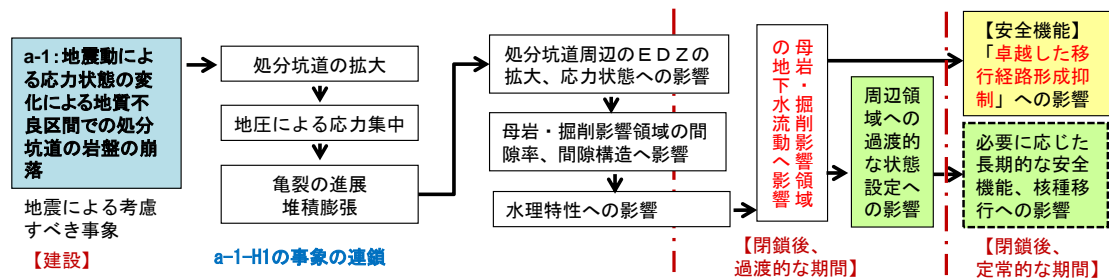 a-1：地震動によ
る応力状態の変
化による地質不
良区間での処分
坑道の岩盤の崩
落
地震による考慮
すべき事象
【建設】
処分坑道の拡大
地圧による応力集中
亀裂の進展
堆積膨張
a-1-H1の事象の連鎖
処分坑道周辺のＥＤＺの
拡大、応力状態への影響
母岩・掘削影響領域の間
隙率、間隙構造へ影響
水理特性への影響
母岩・掘削影響領域
の地下水流動へ影響
【閉鎖後、
過渡的な期間】
周辺領
域への
過渡的
な状態
設定へ
の影響
【安全機能】
「卓越した移
行経路形成抑
制」への影響
必要に応じた
長期的な安全
機能、核種移
行への影響
【閉鎖後、
定常的な期間】